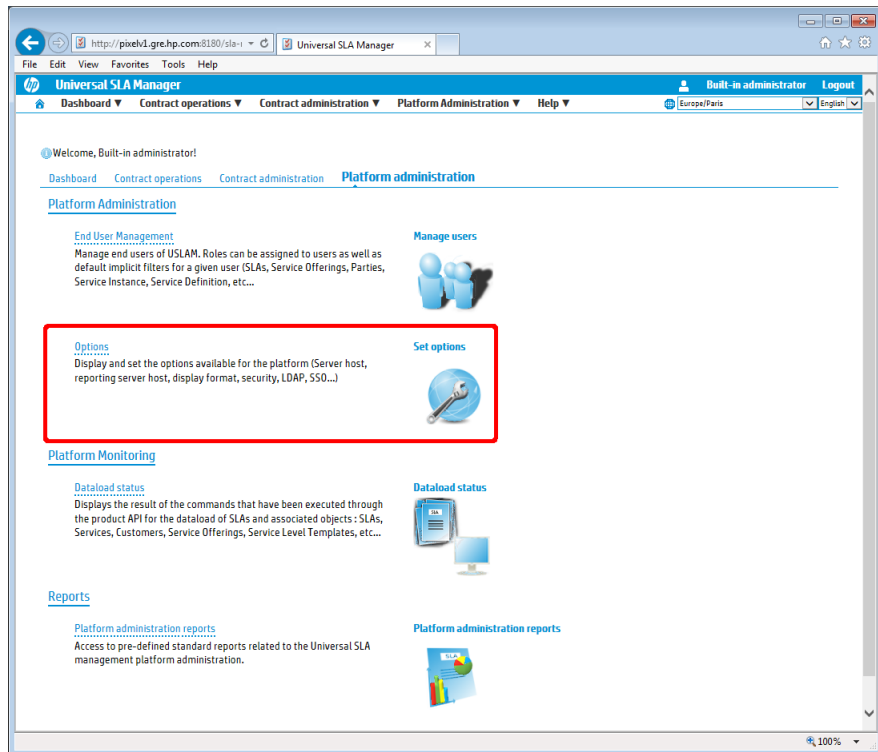 http://pixelv1.gre.hp.com:8180/sla-
Universal SLA Manager
File Edit View Favorites Tools Help
hp Universal SLA Manager Built-in administrator Logout
Dashboard ▼ Contract operations ▼ Contract administration ▼ Platform Administration ▼ Help ▼ Europe/Paris English
Welcome, Built-in administrator!
Dashboard Contract operations Contract administration Platform administration
Platform Administration
End User Management Manage users
Manage end users of USLAM. Roles can be assigned to users as well as
default implicit filters for a given user (SLAs, Service Offerings, Parties,
Service Instance, Service Definition, etc...
Options Set options
Display and set the options available for the platform (Server host,
reporting server host, display format, security, LDAP, SSO...)
Platform Monitoring
Dataload status Dataload status
Displays the result of the commands that have been executed through
the product API for the dataload of SLAs and associated objects : SLAs,
Services, Customers, Service Offerings, Service Level Templates, etc...
SLA
Reports
Platform administration reports Platform administration reports
Access to pre-defined standard reports related to the Universal SLA
management platform administration.
SLA
100%